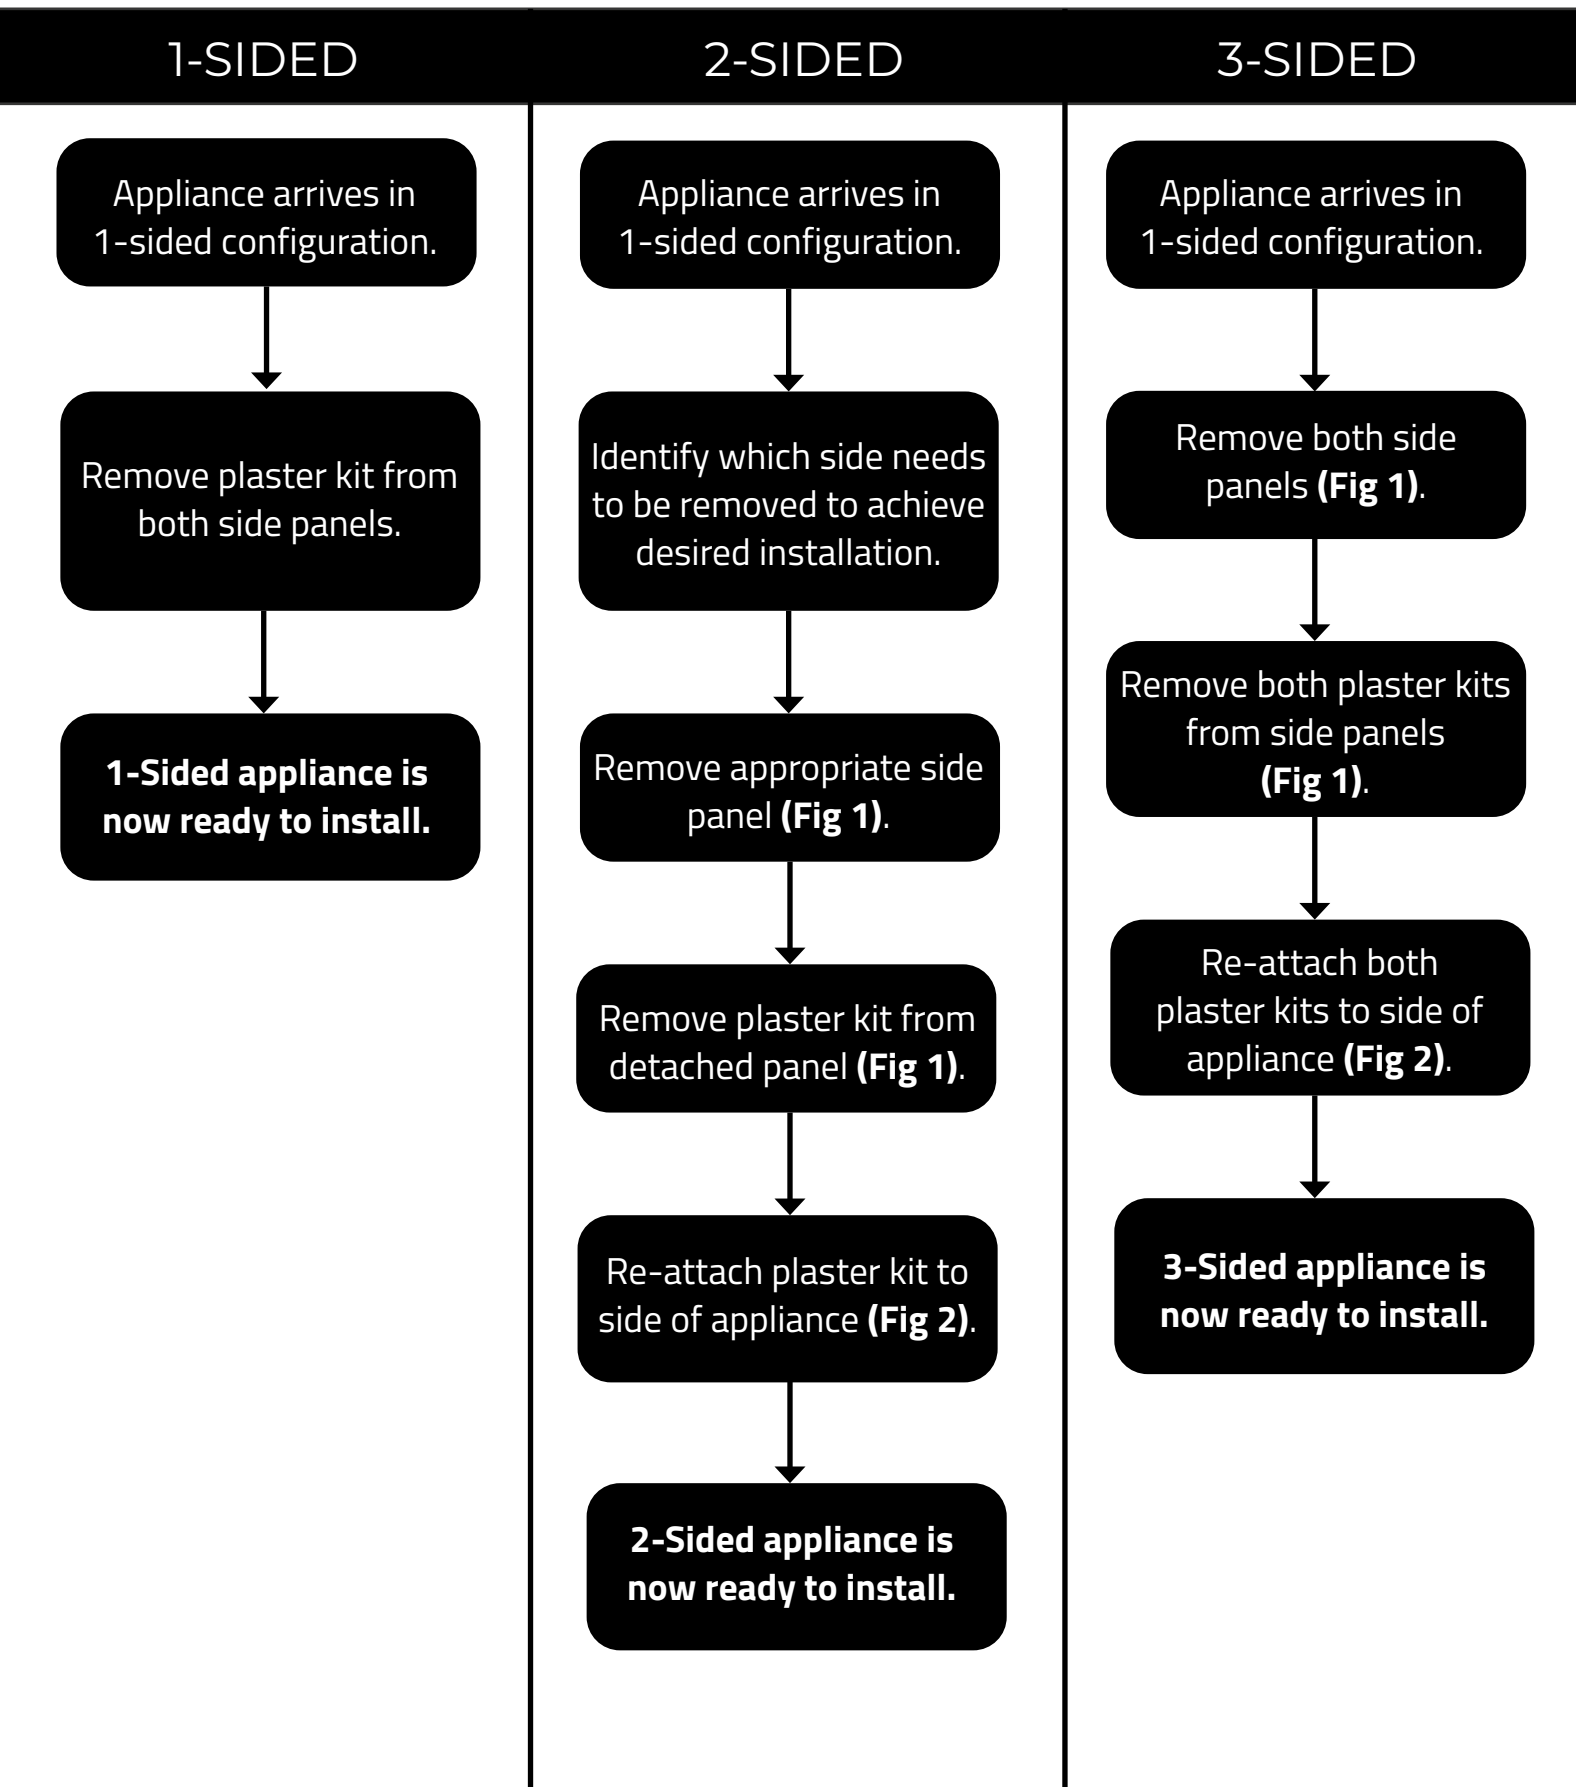 1-SIDED
Appliance arrives in
1-sided configuration.
Remove plaster kit from
both side panels.
1-Sided appliance is
now ready to install.
2-SIDED
Appliance arrives in
1-sided configuration.
Identify which side needs
to be removed to achieve
desired installation.
Remove appropriate side
panel (Fig 1).
Remove plaster kit from
detached panel (Fig 1).
Re-attach plaster kit to
side of appliance (Fig 2).
2-Sided appliance is
now ready to install.
3-SIDED
Appliance arrives in
1-sided configuration.
Remove both side
panels (Fig 1).
Remove both plaster kits
from side panels
(Fig 1).
Re-attach both
plaster kits to side of
appliance (Fig 2).
3-Sided appliance is
now ready to install.